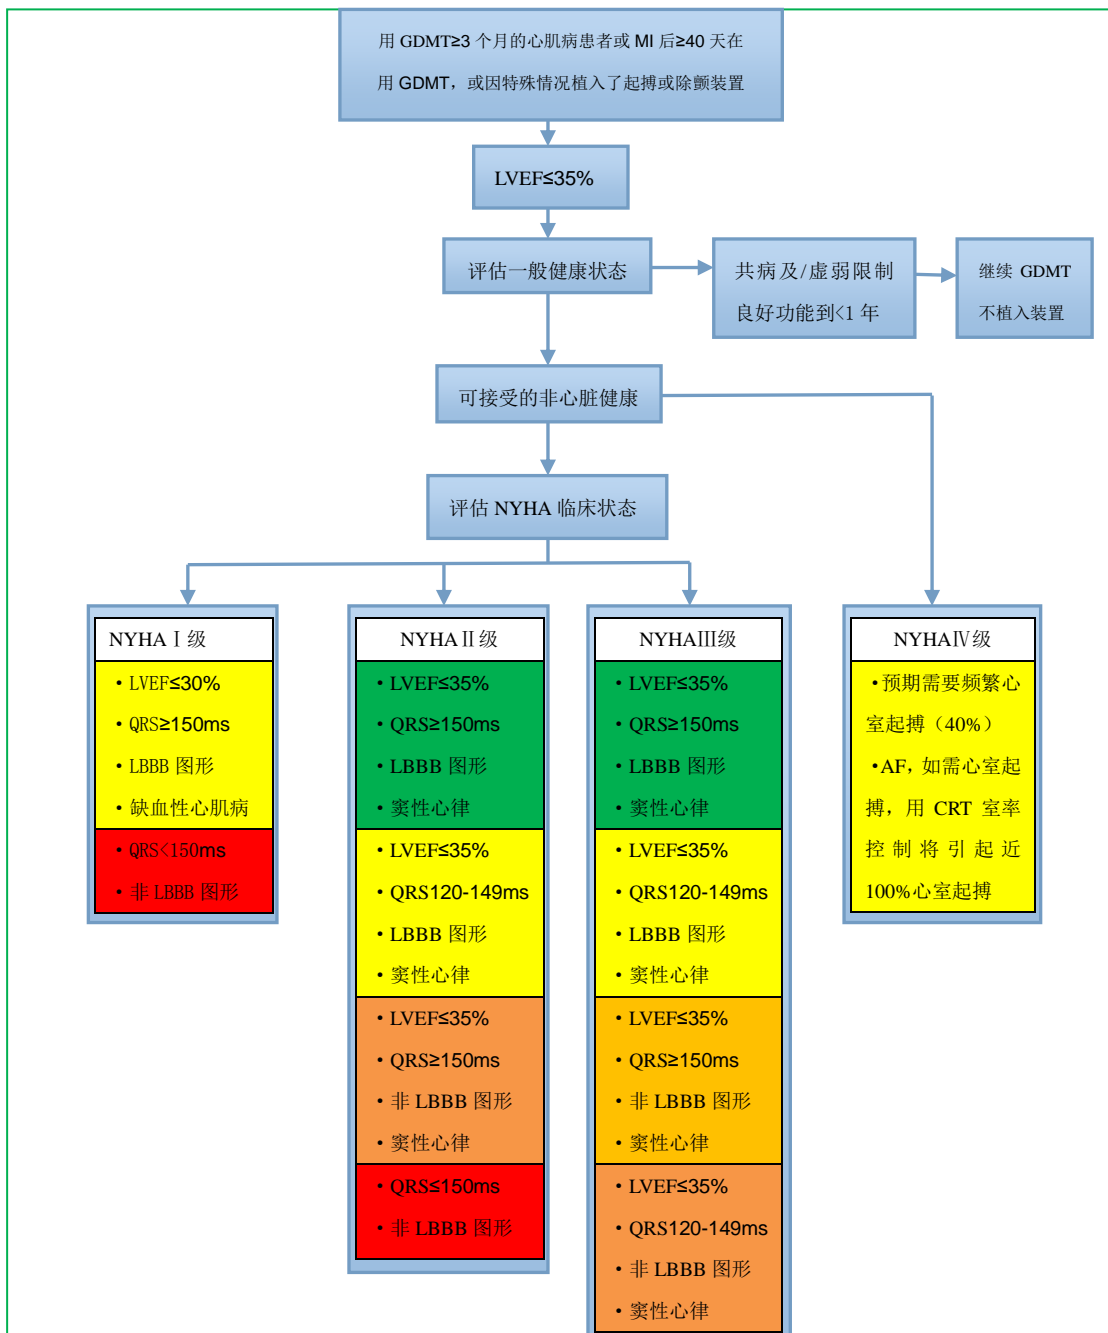 用 GDMT≥3 个月的心肌病患者或 MI 后≥40 天在
用 GDMT，或因特殊情况植入了起搏或除颤装置
LVEF≤35%
评估一般健康状态
共病及/虚弱限制
良好功能到<1 年
继续 GDMT
不植入装置
可接受的非心脏健康
评估 NYHA 临床状态
NYHA Ⅰ 级
・LVEF≤30%
・QRS≥150ms
・LBBB 图形
・缺血性心肌病
・QRS<150ms
・非 LBBB 图形
NYHA Ⅱ 级
・LVEF≤35%
・QRS≥150ms
・LBBB 图形
・窦性心律
・LVEF≤35%
・QRS120-149ms
・LBBB 图形
・窦性心律
・LVEF≤35%
・QRS≥150ms
・非 LBBB 图形
・窦性心律
・QRS≤150ms
・非 LBBB 图形
NYHAⅢ级
・LVEF≤35%
・QRS≥150ms
・LBBB 图形
・窦性心律
・LVEF≤35%
・QRS120-149ms
・LBBB 图形
・窦性心律
・LVEF≤35%
・QRS≥150ms
・非 LBBB 图形
・窦性心律
・LVEF≤35%
・QRS120-149ms
・非 LBBB 图形
・窦性心律
NYHAⅣ级
・预期需要频繁心
室起搏（40%）
・AF，如需心室起
搏，用 CRT 室率
控制将引起近
100%心室起搏